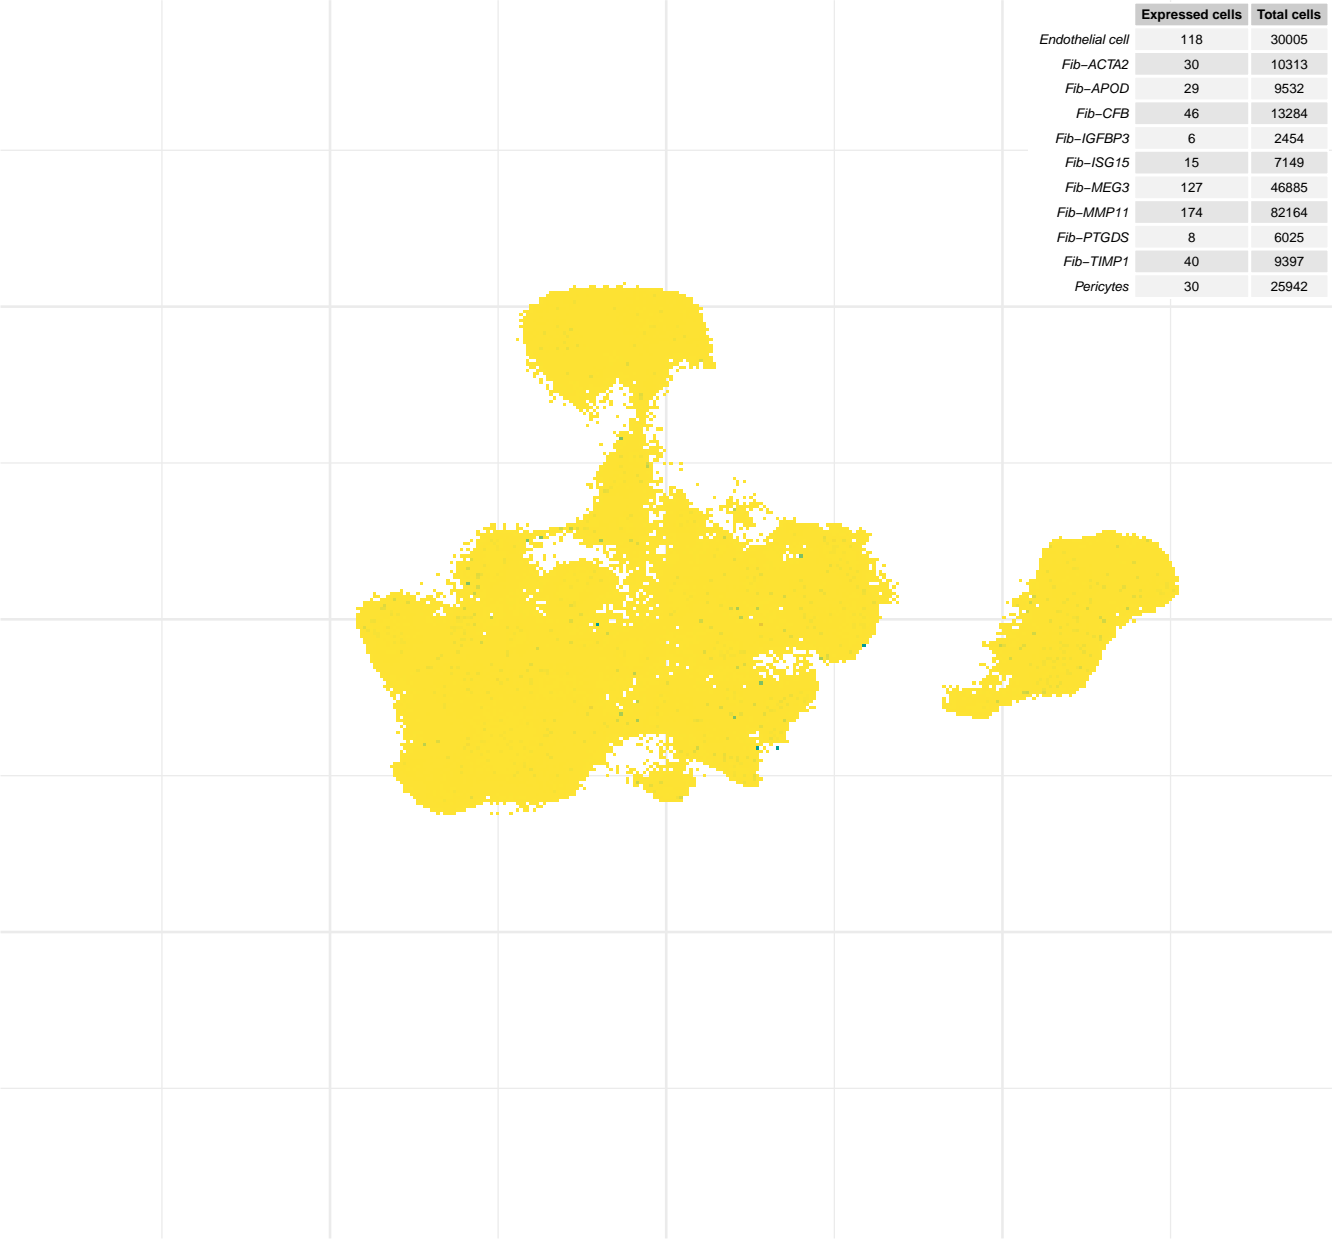 Expressed cells Total cells
Endothelial cell 118 30005
Fib−ACTA2 30 10313
Fib−APOD 29 9532
Fib−CFB 46 13284
Fib−IGFBP3 6 2454
Fib−ISG15 15 7149
Fib−MEG3 127 46885
Fib−MMP11 174 82164
Fib−PTGDS 8 6025
Fib−TIMP1 40 9397
Pericytes 30 25942